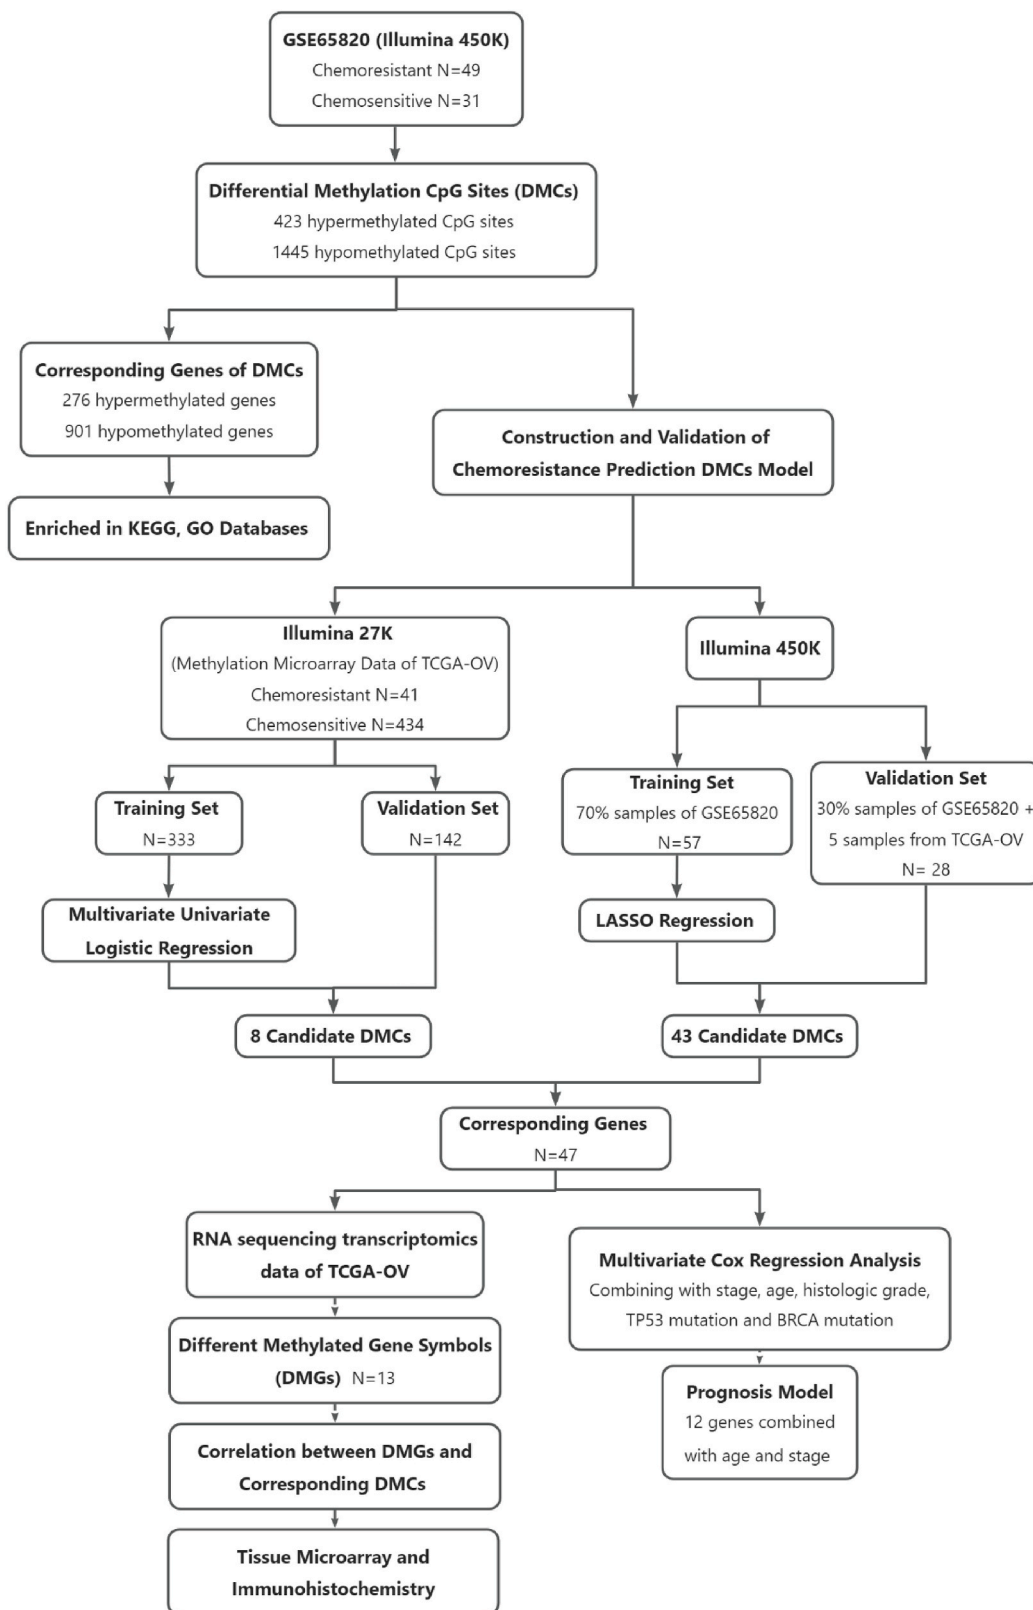 GSE65820 (Illumina 450K)
Chemoresistant N=49
Chemosensitive N=31
Differential Methylation CpG Sites (DMCs)
423 hypermethylated CpG sites
1445 hypomethylated CpG sites
Corresponding Genes of DMCs
276 hypermethylated genes
901 hypomethylated genes
Enriched in KEGG, GO Databases
Construction and Validation of
Chemoresistance Prediction DMCs Model
Illumina 27K
(Methylation Microarray Data of TCGA-OV)
Chemoresistant N=41
Chemosensitive N=434
Illumina 450K
Training Set
N=333
Validation Set
N=142
Training Set
70% samples of GSE65820
N=57
Validation Set
30% samples of GSE65820 +
5 samples from TCGA-OV
N= 28
Multivariate Univariate
Logistic Regression
LASSO Regression
8 Candidate DMCs
43 Candidate DMCs
Corresponding Genes
N=47
RNA sequencing transcriptomics
data of TCGA-OV
Different Methylated Gene Symbols
(DMGs) N=13
Correlation between DMGs and
Corresponding DMCs
Tissue Microarray and
Immunohistochemistry
Multivariate Cox Regression Analysis
Combining with stage, age, histologic grade,
TP53 mutation and BRCA mutation
Prognosis Model
12 genes combined
with age and stage